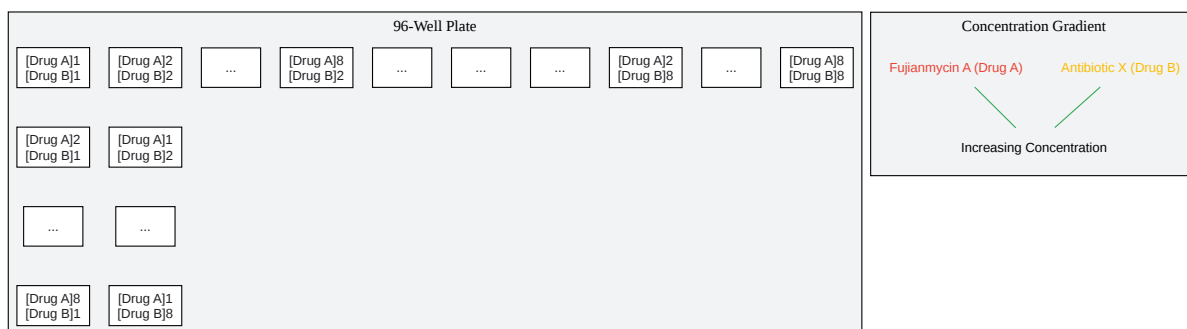 96-Well Plate
[Drug A]1
[Drug B]1
[Drug A]2
[Drug B]2
...
[Drug A]8
[Drug B]2
...
...
...
[Drug A]2
[Drug B]8
...
[Drug A]8
[Drug B]8
[Drug A]2
[Drug B]1
[Drug A]1
[Drug B]2
...
...
[Drug A]8
[Drug B]1
[Drug A]1
[Drug B]8
Concentration Gradient
Fujianmycin A (Drug A)
Antibiotic X (Drug B)
Increasing Concentration